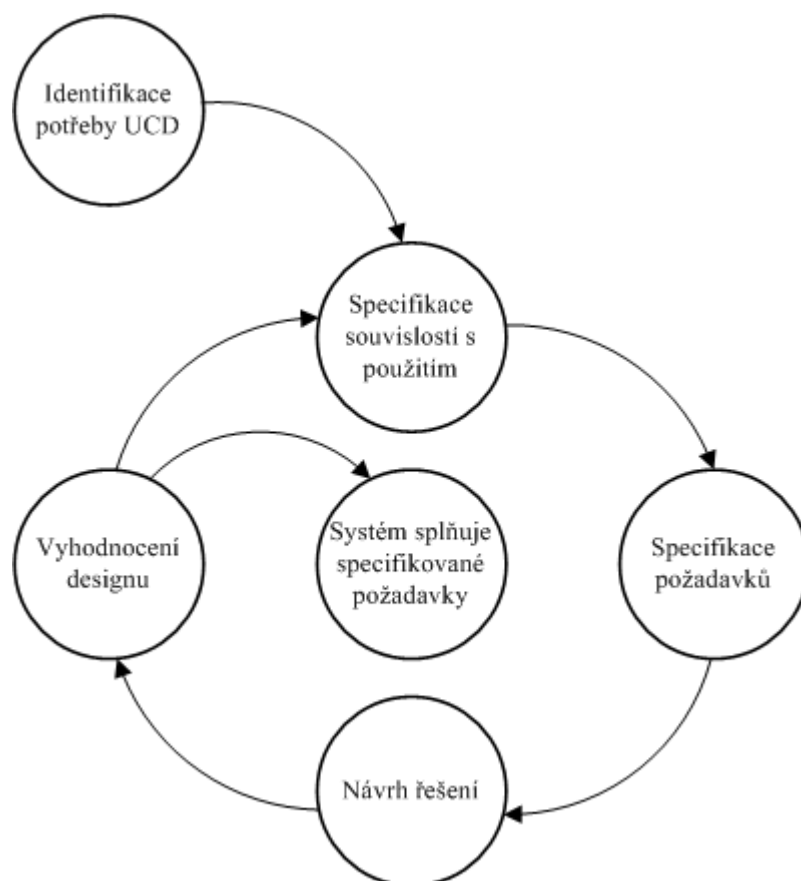 Identifikace
potřeby UCD
Specifikace
souvislostí s
použitím
Vyhodnocení
designu
Systém splňuje
specifikované
požadavky
Specifikace
požadavků
Návrh řešení